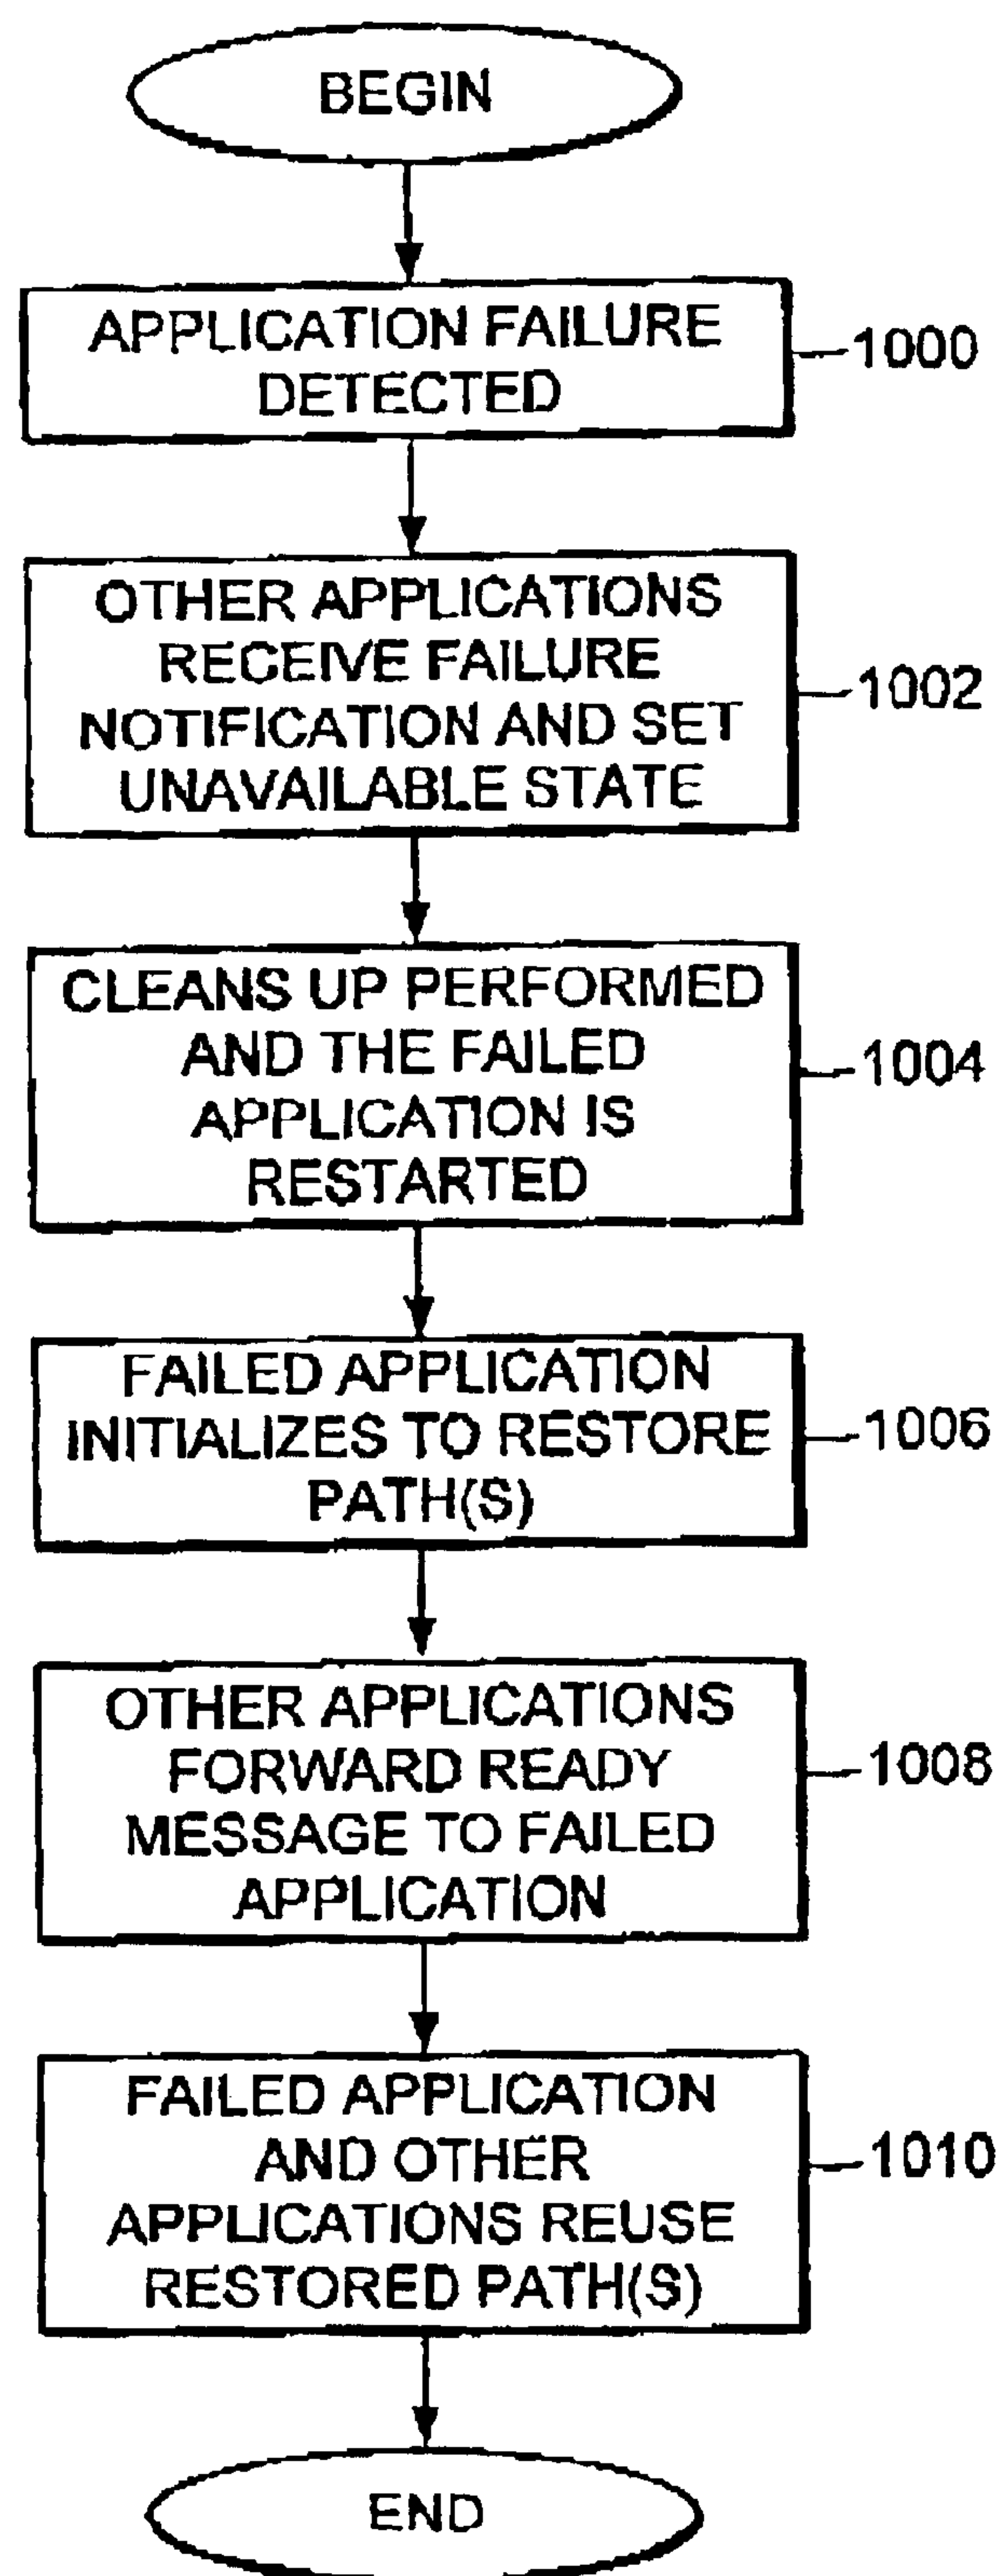 BEGIN
APPLICATION FAILURE
DETECTED
1000
OTHER APPLICATIONS
RECEIVE FAILURE
NOTIFICATION AND SET
UNAVAILABLE STATE
1002
CLEANS UP PERFORMED
AND THE FAILED
APPLICATION IS
RESTARTED
1004
FAILED APPLICATION
INITIALIZES TO RESTORE
PATH(S)
1006
OTHER APPLICATIONS
FORWARD READY
MESSAGE TO FAILED
APPLICATION
1008
FAILED APPLICATION
AND OTHER
APPLICATIONS REUSE
RESTORED PATH(S)
1010
END